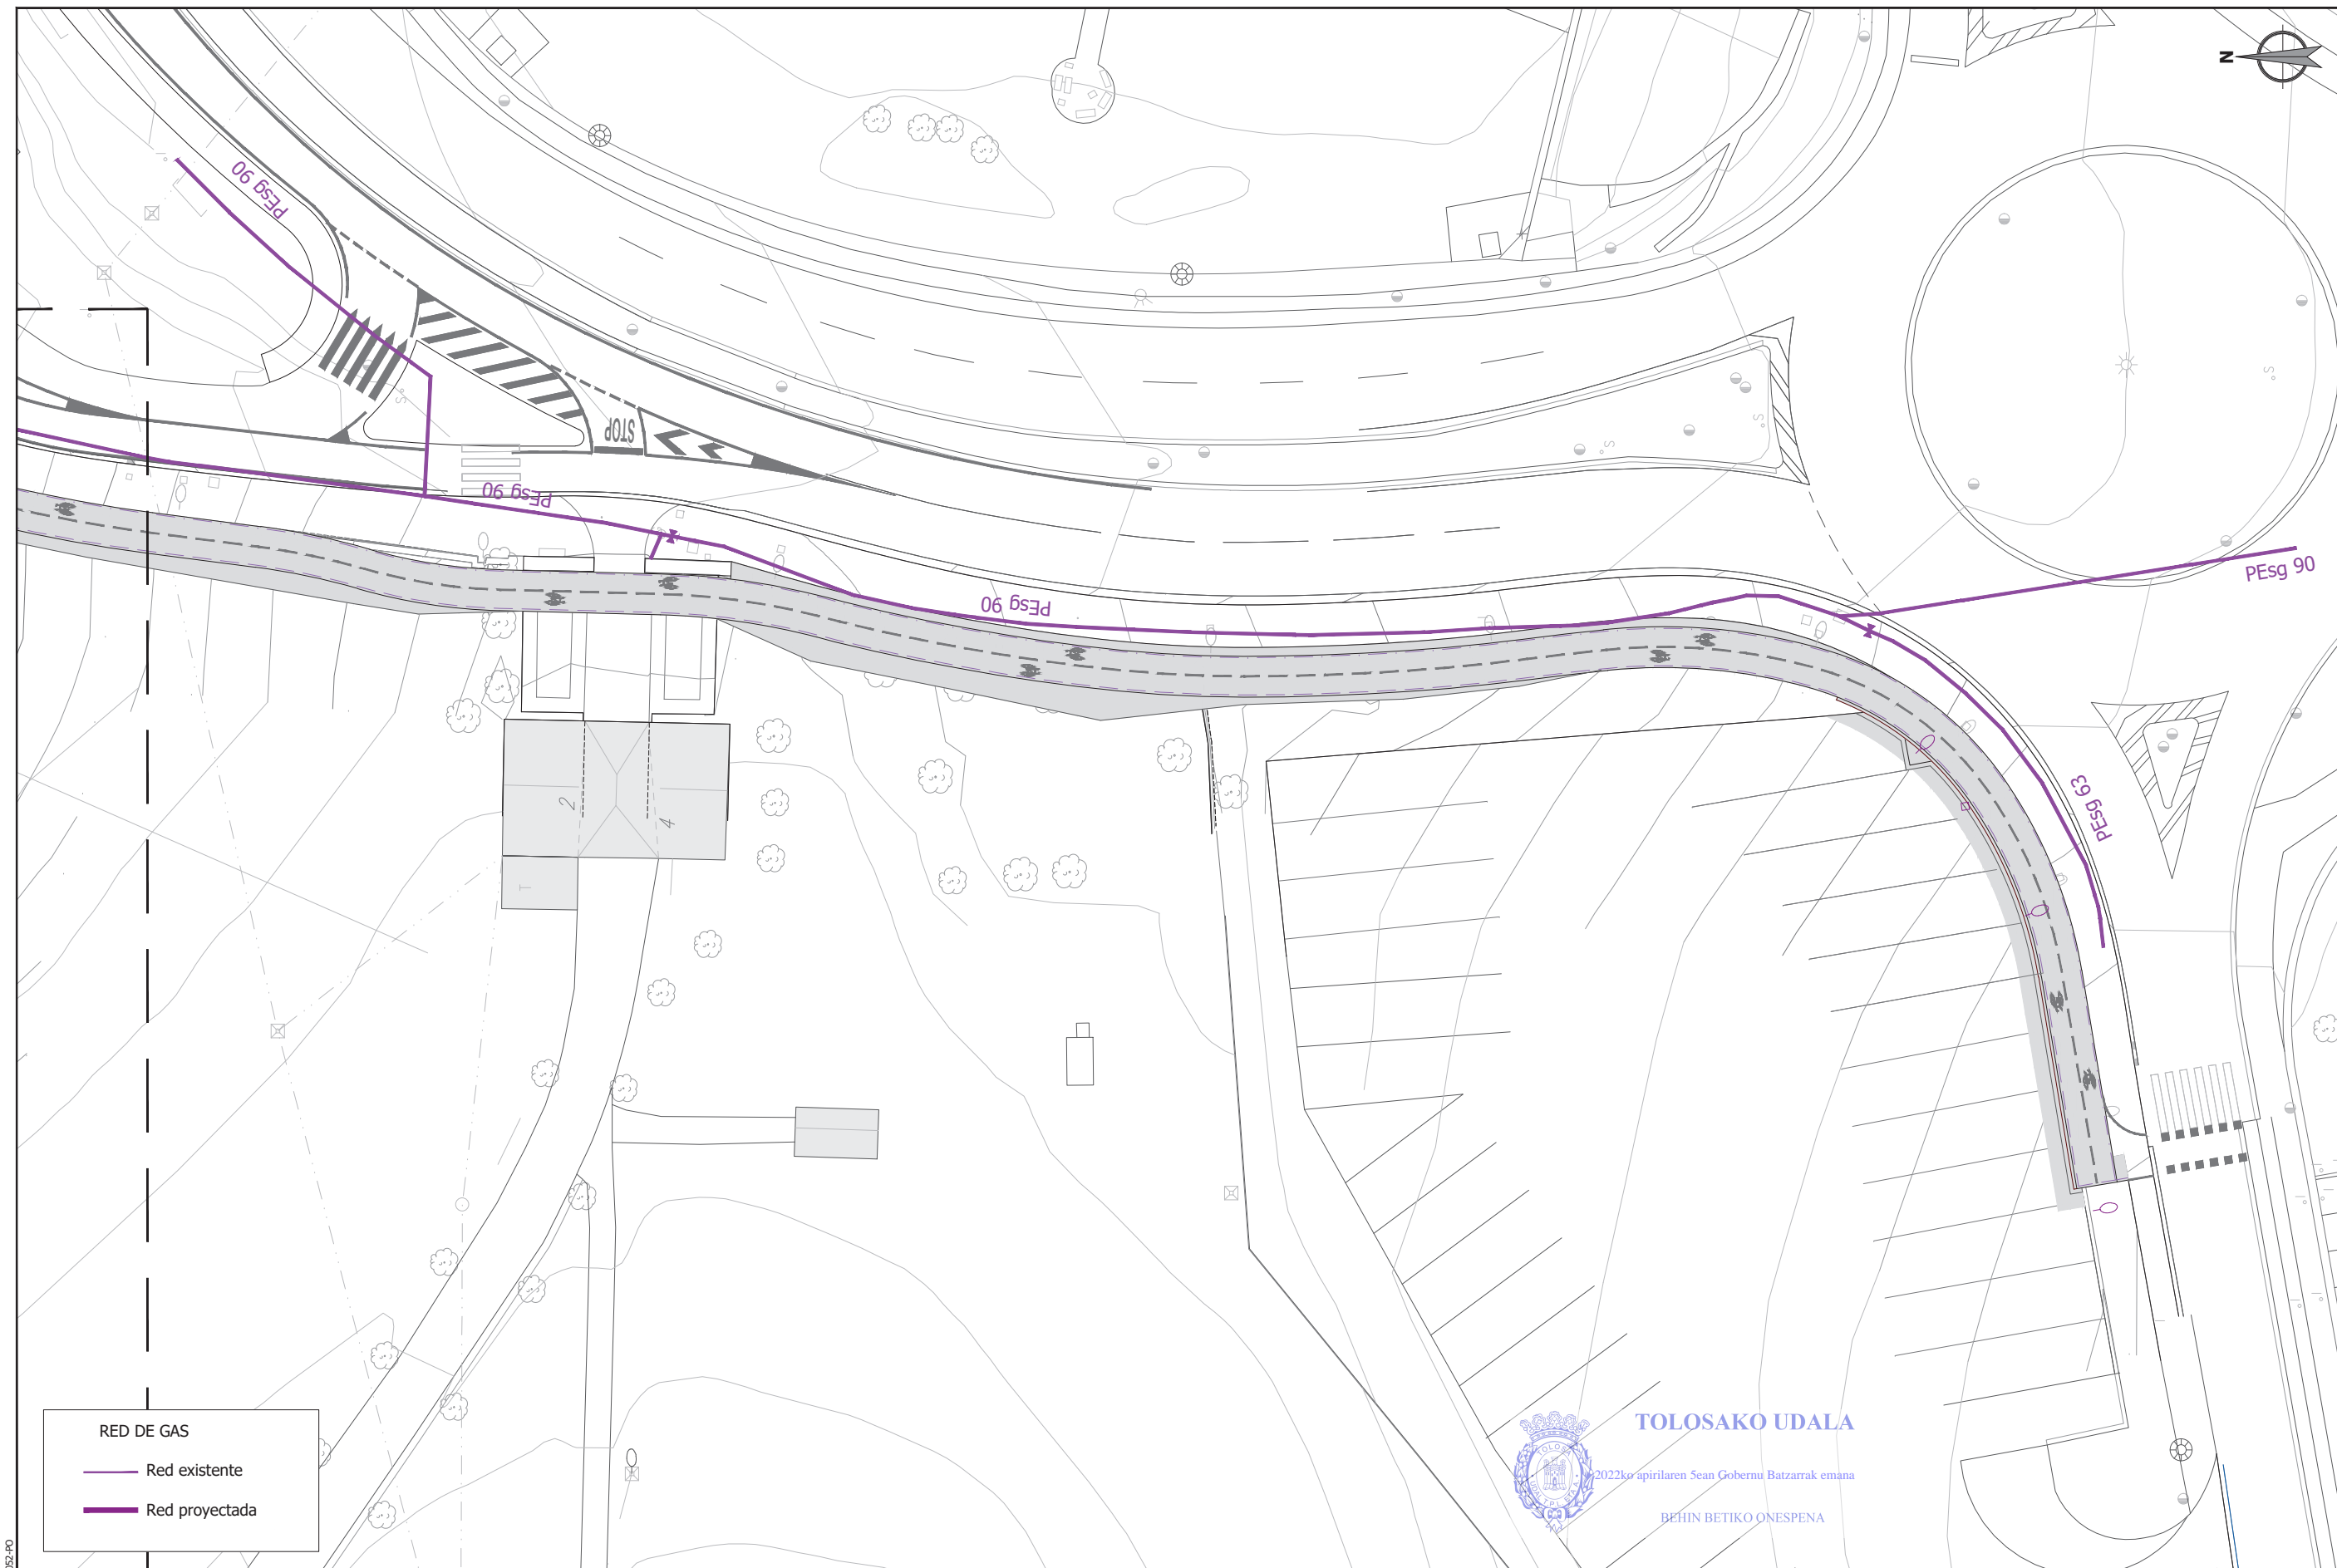 N
PEsg 90
STOP
PEsg 90
PEsg 90
PEsg 90
PEsg 63
2
4
T
RED DE GAS
Red existente
Red proyectada
TOLOSAKO UDALA
2022ko apirilaren 5ean Gobernu Batzarrak emana
BEHIN BETIKO ONESPENA